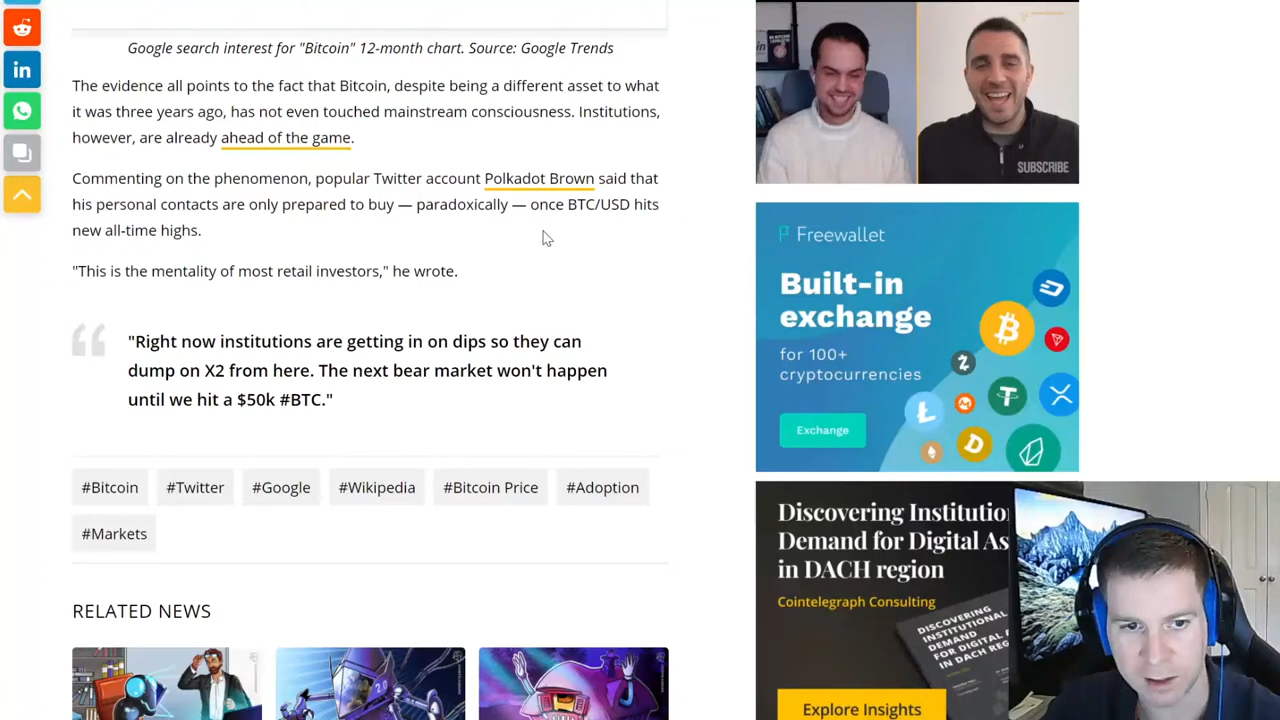 Google search interest for "Bitcoin" 12-month chart. Source: Google Trends
The evidence all points to the fact that Bitcoin, despite being a different asset to what
it was three years ago, has not even touched mainstream consciousness. Institutions,
however, are already ahead of the game.
Commenting on the phenomenon, popular Twitter account Polkadot Brown said that
his personal contacts are only prepared to buy — paradoxically — once BTC/USD hits
new all-time highs.
"This is the mentality of most retail investors," he wrote.
"Right now institutions are getting in on dips so they can
dump on X2 from here. The next bear market won't happen
until we hit a $50k #BTC."
#Bitcoin
#Twitter
#Google
#Wikipedia
#Bitcoin Price
#Adoption
#Markets
RELATED NEWS
in
SUBSCRIBE
Freewallet
Built-in
exchange
for 100+
cryptocurrencies
Exchange
Discovering Institutio
Demand for Digital As
in DACH region
Cointelegraph Consulting
DISCOVERING
INSTITUTIONAL
DEMAND
FOR DIGITAL A
IN DACH REG
Explore Insights
2.0